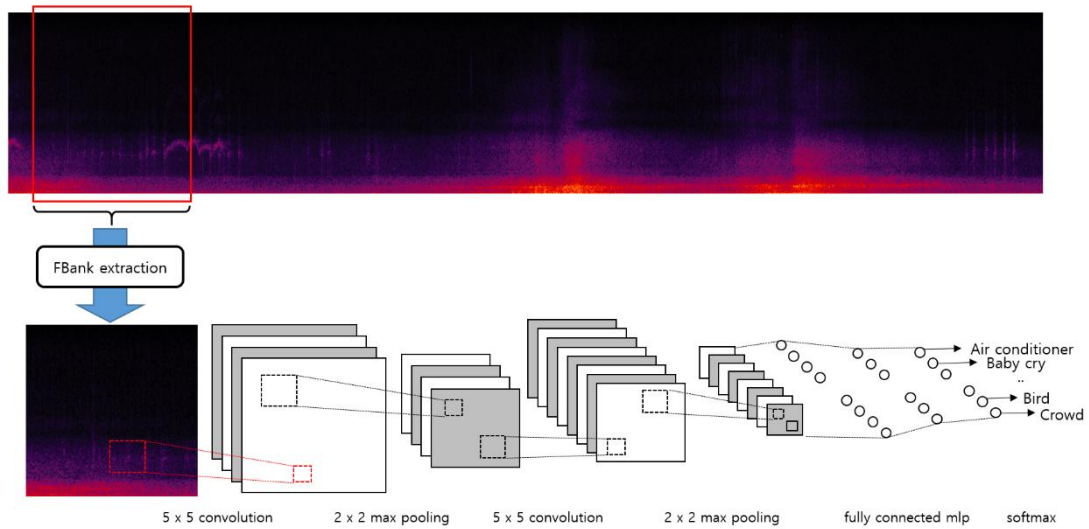 FBank extraction
Air conditioner
Baby cry
..
Bird
Crowd
5 x 5 convolution
2 x 2 max pooling
5 x 5 convolution
2 x 2 max pooling
fully connected mlp
softmax